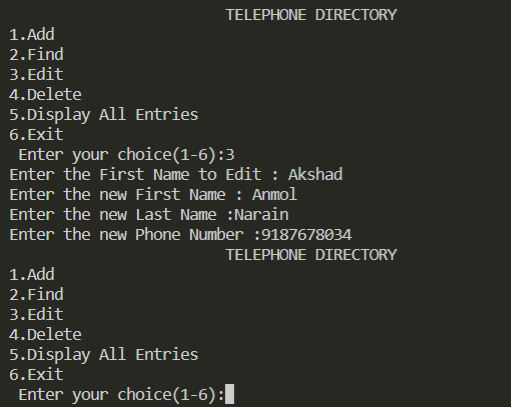 TELEPHONE DIRECTORY
1.Add
2.Find
3.Edit
4.Delete
5.Display All Entries
6.Exit
Enter your choice(1-6):3
Enter the First Name to Edit : Akshad
Enter the new First Name : Anmol
Enter the new Last Name :Narain
Enter the new Phone Number :9187678034
TELEPHONE DIRECTORY
1.Add
2.Find
3.Edit
4.Delete
5.Display All Entries
6.Exit
Enter your choice(1-6):